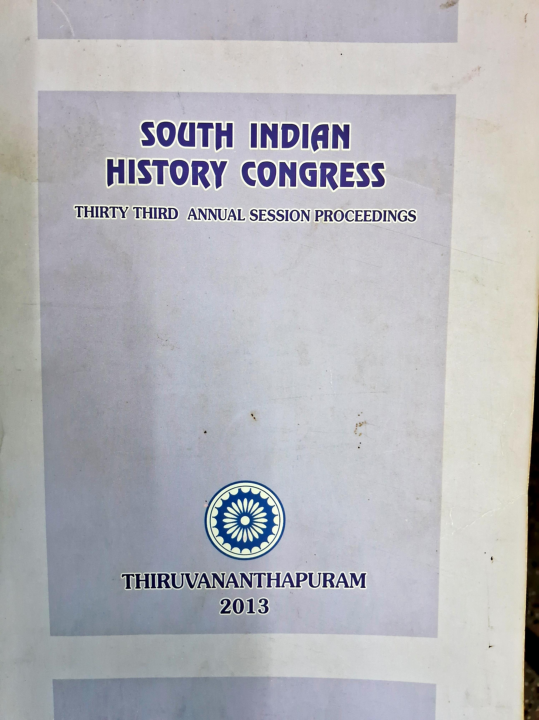 SOUTH INDIAN
HISTORY CONGRESS
THIRTY THIRD ANNUAL SESSION PROCEEDINGS
THIRUVANANTHAPURAM
2013